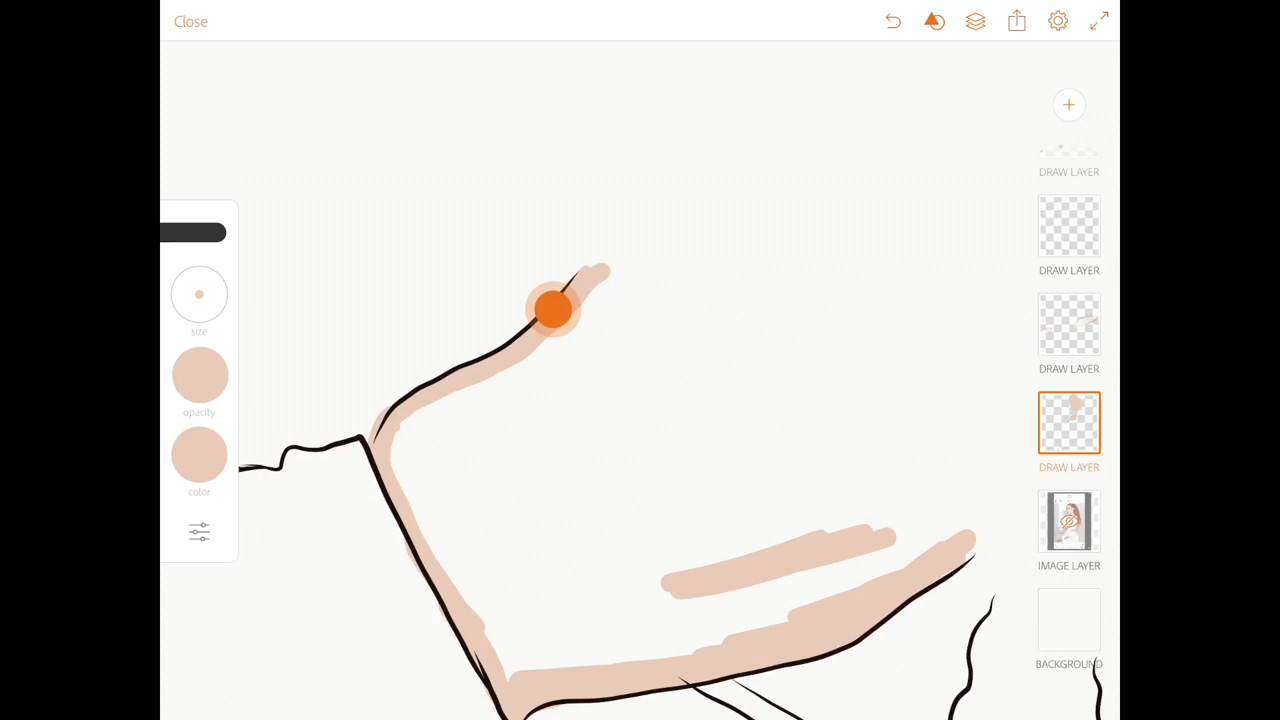 Close
DRAW LAYER
DRAW LAYER
DRAW LAYER
DRAW LAYER
IMAGE LAYER
BACKGROUND
size
opacity
color